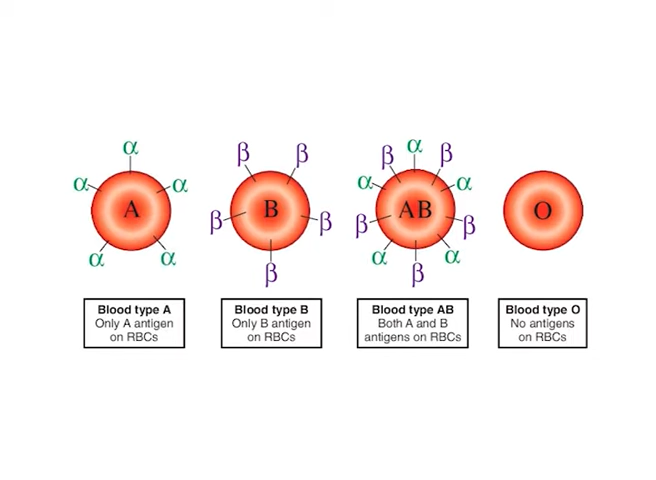 α
α
α
α
α
A
β
β
β
β
β
B
α
β
β
α
α
β
β
α
α
β
AB
O
Blood type A
Only A antigen
on RBCs
Blood type B
Only B antigen
on RBCs
Blood type AB
Both A and B
antigens on RBCs
Blood type O
No antigens
on RBCs